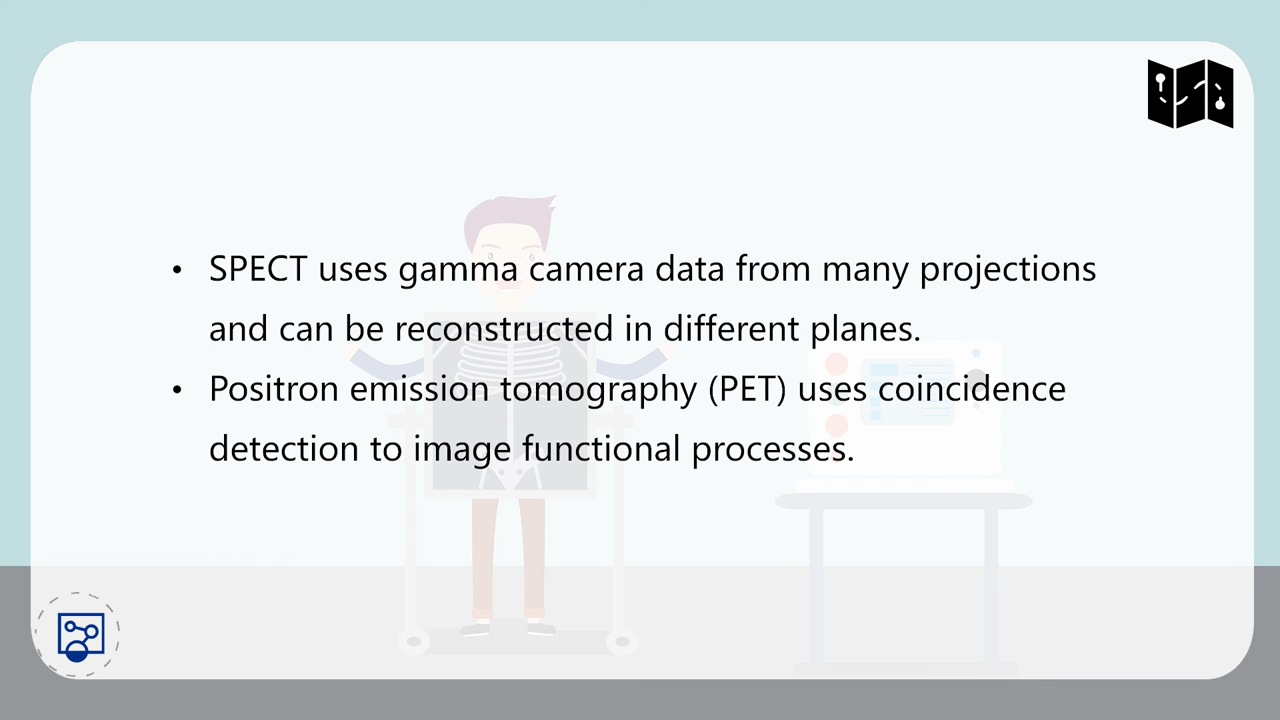 • SPECT uses gamma camera data from many projections
and can be reconstructed in different planes.
• Positron emission tomography (PET) uses coincidence
detection to image functional processes.